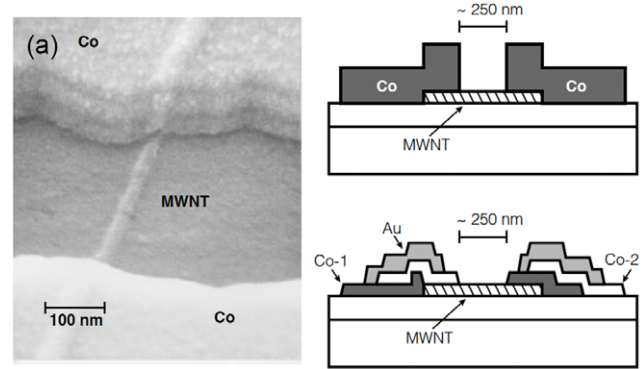 (a)
Co
MWNT
100 nm
Co
~ 250 nm
Co
Co
MWNT
~ 250 nm
Au
Co-1
Co-2
MWNT